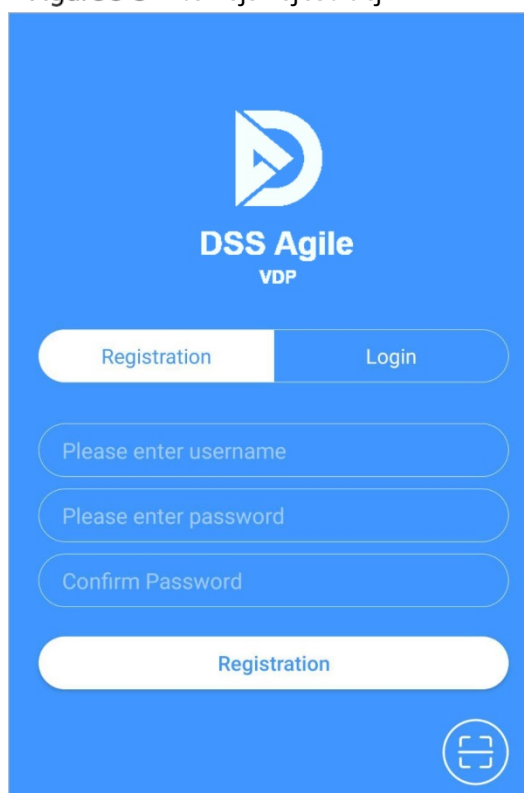 DSS Agile
VDP
Registration Login
Please enter username
Please enter password
Confirm Password
Registration